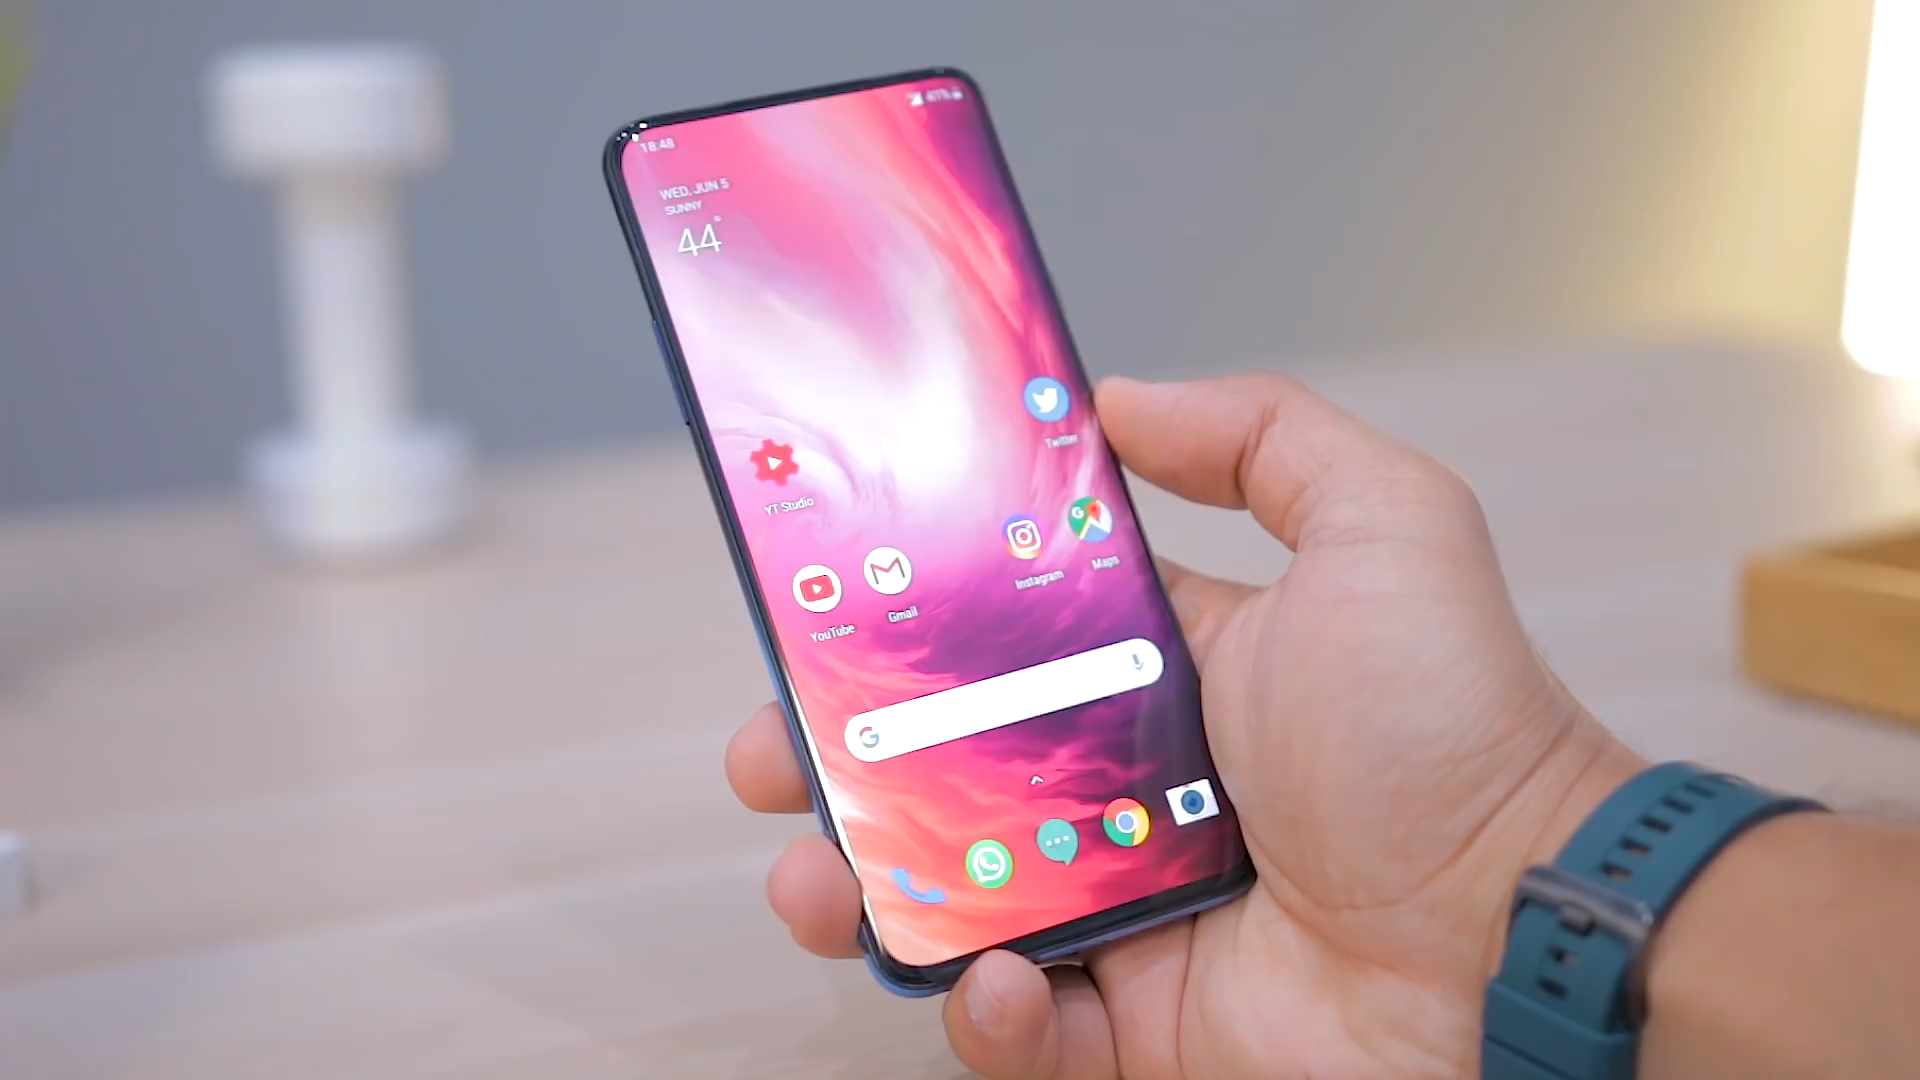 18:48
WED, JUN 5
SUNNY
44°
Twitter
YT Studio
Instagram
Maps
YouTube
Gmail